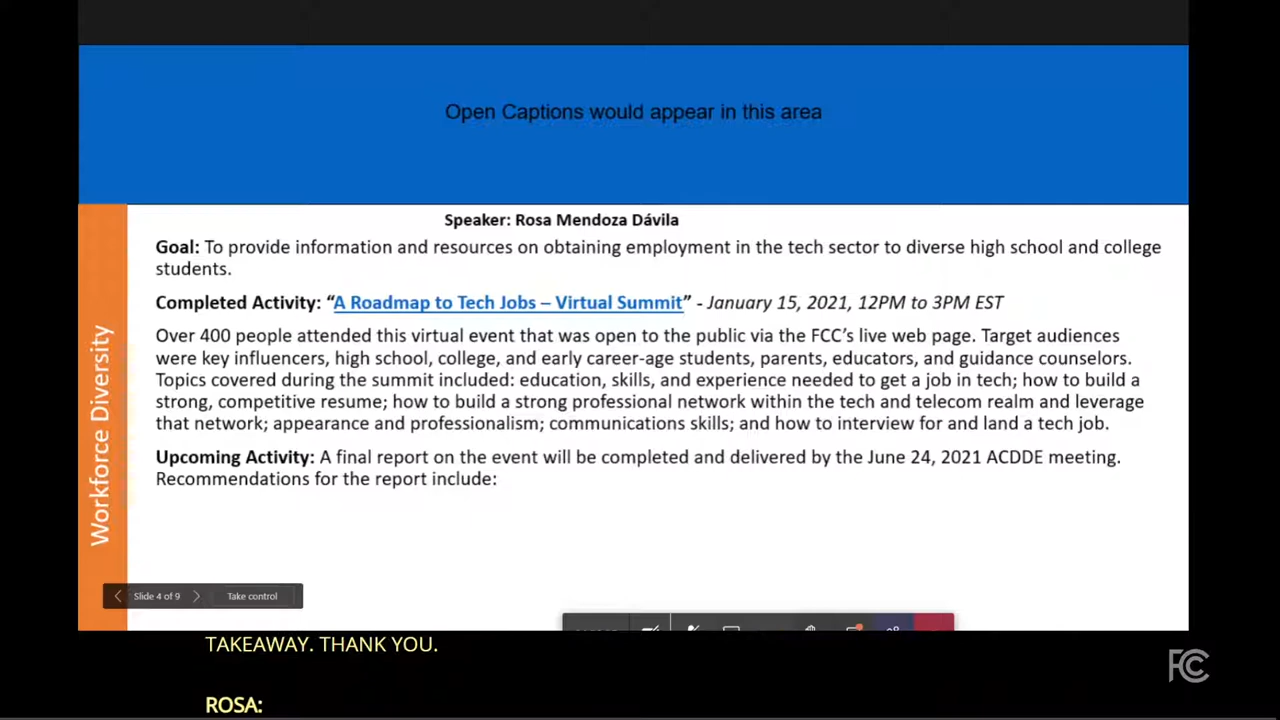 Open Captions would appear in this area
Speaker: Rosa Mendoza Dávila
Goal: To provide information and resources on obtaining employment in the tech sector to diverse high school and college
students.
Completed Activity: “A Roadmap to Tech Jobs – Virtual Summit” - January 15, 2021, 12PM to 3PM EST
Over 400 people attended this virtual event that was open to the public via the FCC’s live web page. Target audiences
were key influencers, high school, college, and early career-age students, parents, educators, and guidance counselors.
Topics covered during the summit included: education, skills, and experience needed to get a job in tech; how to build a
strong, competitive resume; how to build a strong professional network within the tech and telecom realm and leverage
that network; appearance and professionalism; communications skills; and how to interview for and land a tech job.
Upcoming Activity: A final report on the event will be completed and delivered by the June 24, 2021 ACDDE meeting.
Recommendations for the report include:
Workforce Diversity
Slide 4 of 9
Take control
TAKEAWAY. THANK YOU.
ROSA:
FCC